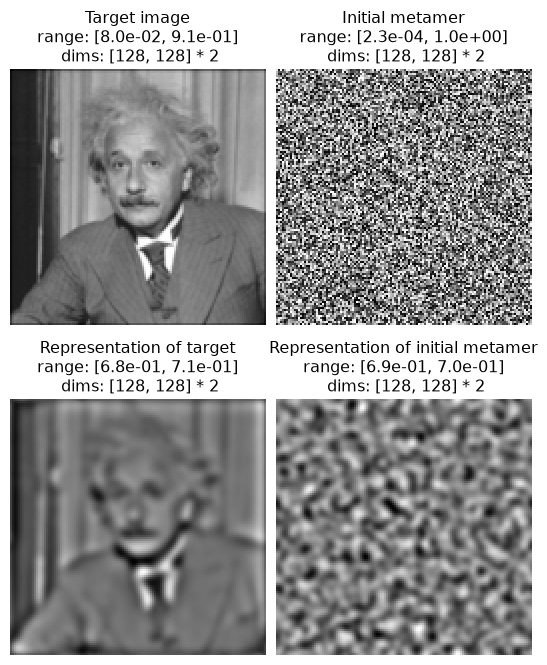 Target image
range: [8.0e-02, 9.1e-01]
dims: [128, 128] * 2
Initial metamer
range: [2.3e-04, 1.0e+00]
dims: [128, 128] * 2
Representation of target
range: [6.8e-01, 7.1e-01]
dims: [128, 128] * 2
Representation of initial metamer
range: [6.9e-01, 7.0e-01]
dims: [128, 128] * 2